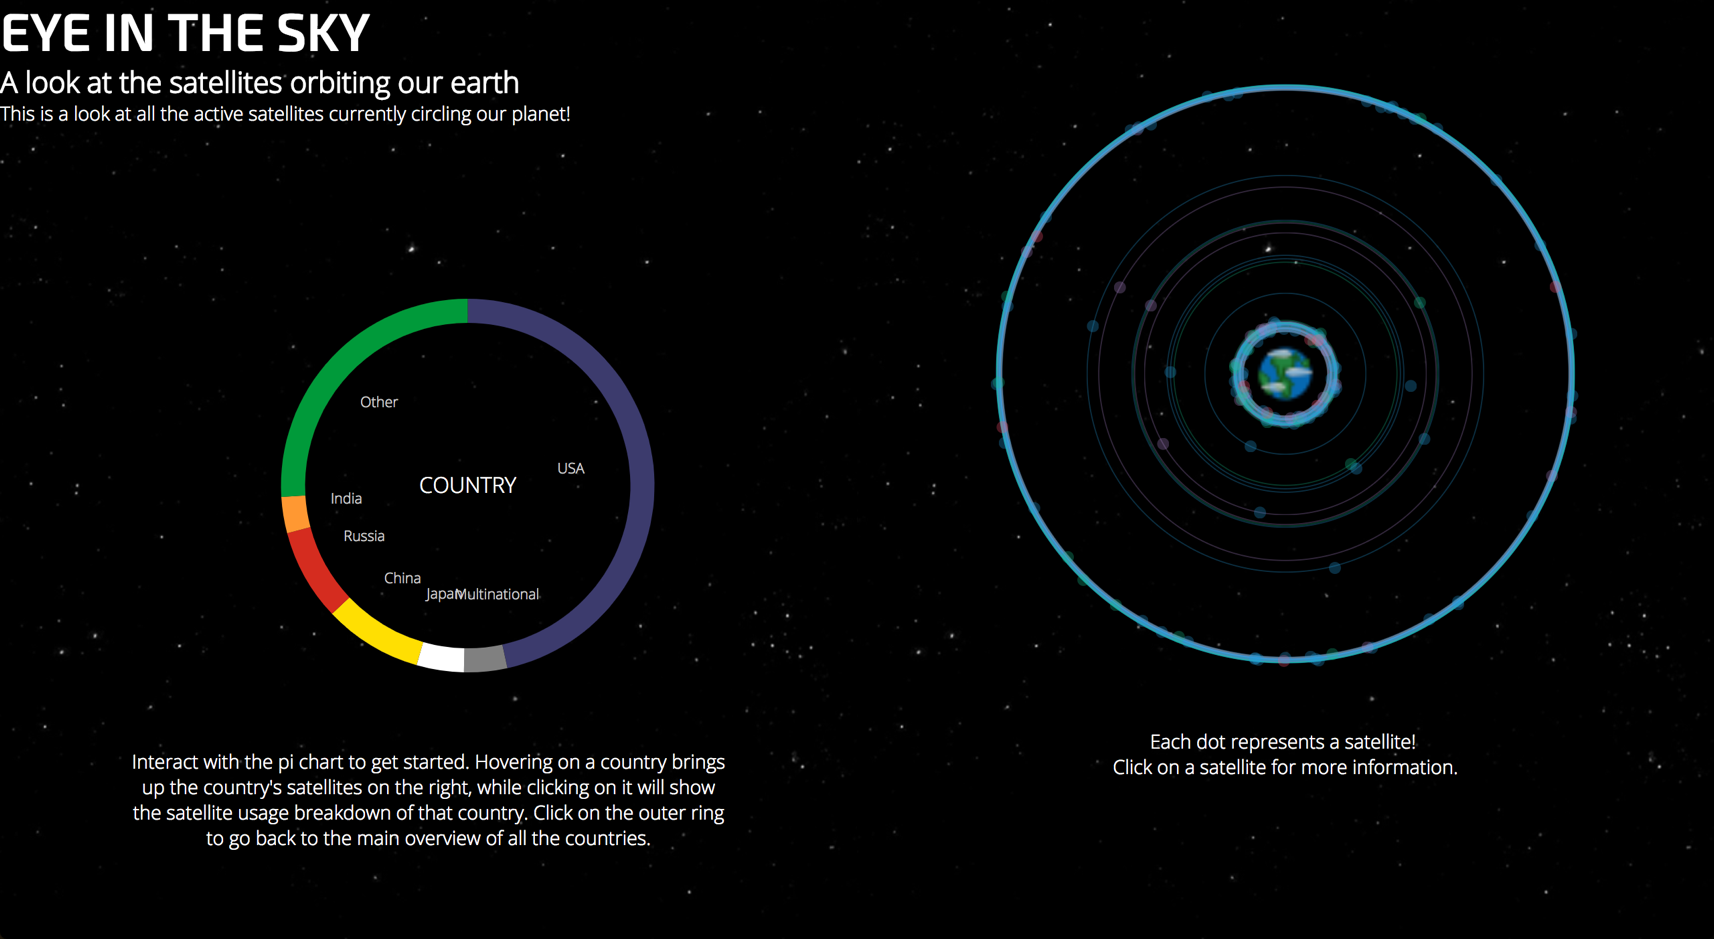 EYE IN THE SKY
A look at the satellites orbiting our earth
This is a look at all the active satellites currently circling our planet!
Other
USA
COUNTRY
India
Russia
China
Japan
Multinational
Interact with the pi chart to get started. Hovering on a country brings
up the country's satellites on the right, while clicking on it will show
the satellite usage breakdown of that country. Click on the outer ring
to go back to the main overview of all the countries.
Each dot represents a satellite!
Click on a satellite for more information.